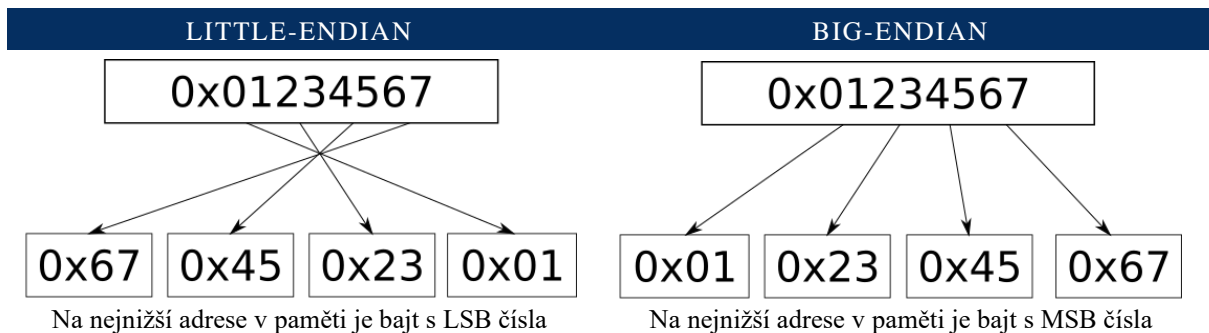 LITTLE-ENDIAN
0x01234567
0x67 0x45 0x23 0x01
Na nejnižší adrese v paměti je bajt s LSB čísla
BIG-ENDIAN
0x01234567
0x01 0x23 0x45 0x67
Na nejnižší adrese v paměti je bajt s MSB čísla